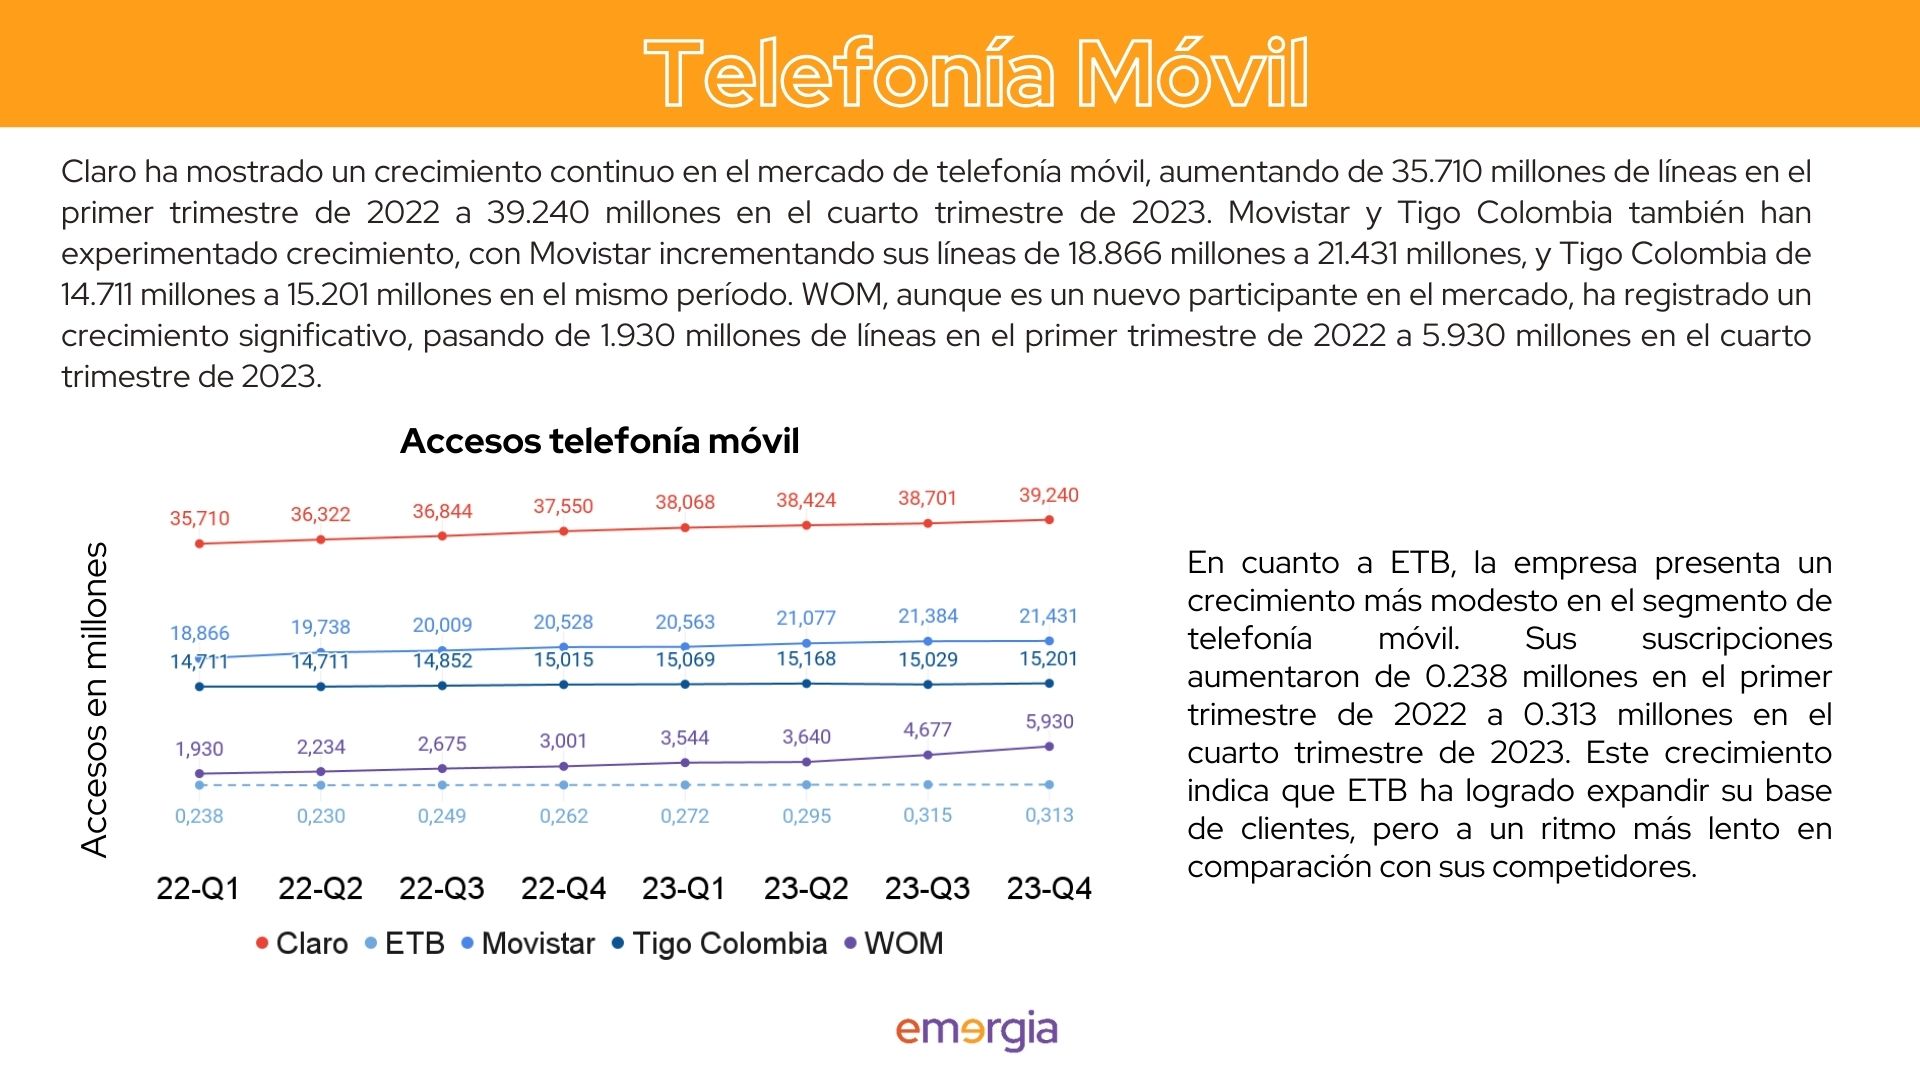 Telefonía Móvil
Claro ha mostrado un crecimiento continuo en el mercado de telefonía móvil, aumentando de 35.710 millones de líneas en el
primer trimestre de 2022 a 39.240 millones en el cuarto trimestre de 2023. Movistar y Tigo Colombia también han
experimentado crecimiento, con Movistar incrementando sus líneas de 18.866 millones a 21.431 millones, y Tigo Colombia de
14.711 millones a 15.201 millones en el mismo período. WOM, aunque es un nuevo participante en el mercado, ha registrado un
crecimiento significativo, pasando de 1.930 millones de líneas en el primer trimestre de 2022 a 5.930 millones en el cuarto
trimestre de 2023.
Accesos telefonía móvil
Accesos en millones
35,710 36,322 36,844 37,550 38,068 38,424 38,701 39,240
18,866 19,738 20,009 20,528 20,563 21,077 21,384 21,431
14,711 14,711 14,852 15,015 15,069 15,168 15,029 15,201
1,930 2,234 2,675 3,001 3,544 3,640 4,677 5,930
0,238 0,230 0,249 0,262 0,272 0,295 0,315 0,313
22-Q1 22-Q2 22-Q3 22-Q4 23-Q1 23-Q2 23-Q3 23-Q4
Claro ETB Movistar Tigo Colombia WOM
En cuanto a ETB, la empresa presenta un
crecimiento más modesto en el segmento de
telefonía móvil. Sus suscripciones
aumentaron de 0.238 millones en el primer
trimestre de 2022 a 0.313 millones en el
cuarto trimestre de 2023. Este crecimiento
indica que ETB ha logrado expandir su base
de clientes, pero a un ritmo más lento en
comparación con sus competidores.
emergia